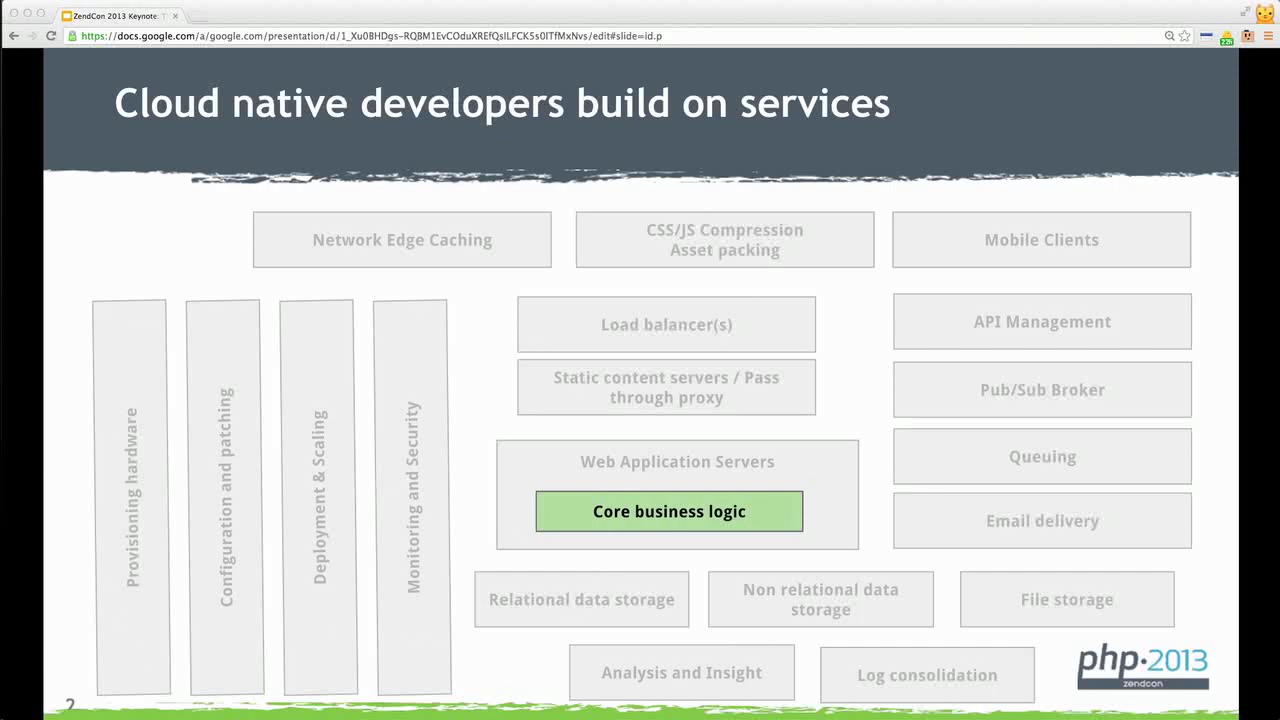 ZendCon 2013 Keynote: T
https://docs.google.com/a/google.com/presentation/d/1_Xu0BHDgs-RQBM1EvCOduXREfQsILFCK5s0ITfMxNvs/edit#slide=id.p
22h
Cloud native developers build on services
Network Edge Caching
CSS/JS Compression
Asset packing
Mobile Clients
Provisioning hardware
Configuration and patching
Deployment & Scaling
Monitoring and Security
Load balancer(s)
Static content servers / Pass
through proxy
Web Application Servers
Core business logic
API Management
Pub/Sub Broker
Queuing
Email delivery
Relational data storage
Non relational data
storage
File storage
Analysis and Insight
Log consolidation
php·2013
zendcon
2